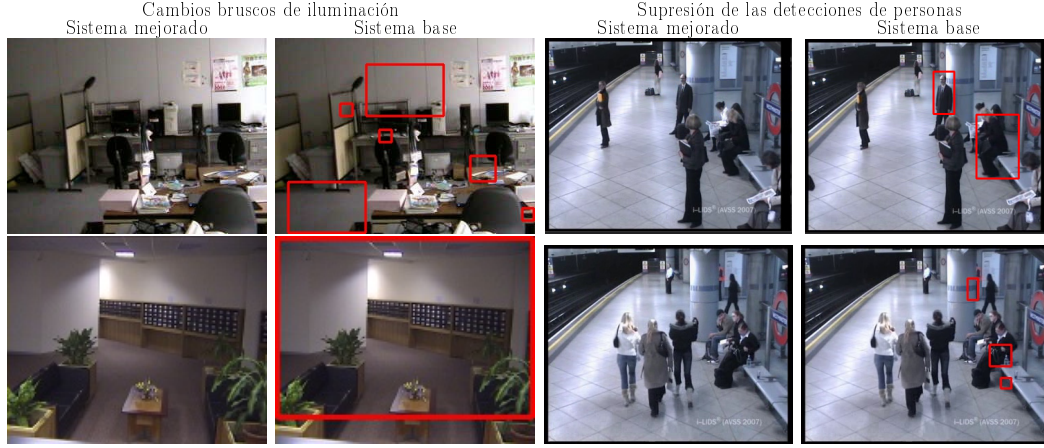 Cambios bruscos de iluminación
Supresión de las detecciones de personas
Sistema mejorado
Sistema base
Sistema mejorado
Sistema base
i-LIDS® (AVSS 2007)
i-LIDS® (AVSS 2007)
i-LIDS® (AVSS 2007)
i-LIDS® (AVSS 2007)